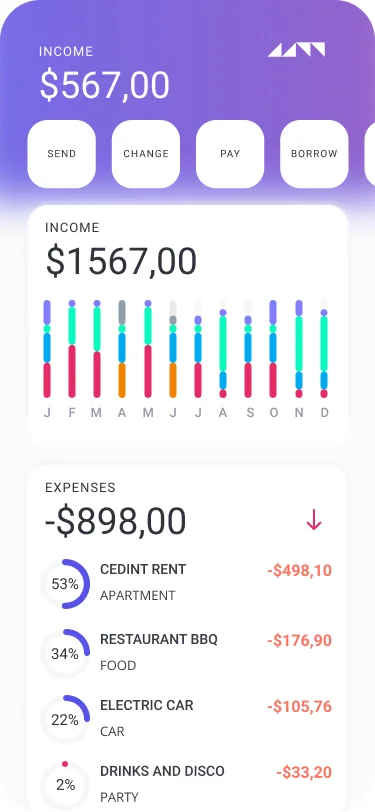 INCOME
$567,00
SEND
CHANGE
PAY
BORROW
INCOME
$1567,00
J F M A M J J A S O N D
EXPENSES
-$898,00
53%
CEDINT RENT
APARTMENT
-$498,10
34%
RESTAURANT BBQ
FOOD
-$176,90
22%
ELECTRIC CAR
CAR
-$105,76
2%
DRINKS AND DISCO
PARTY
-$33,20